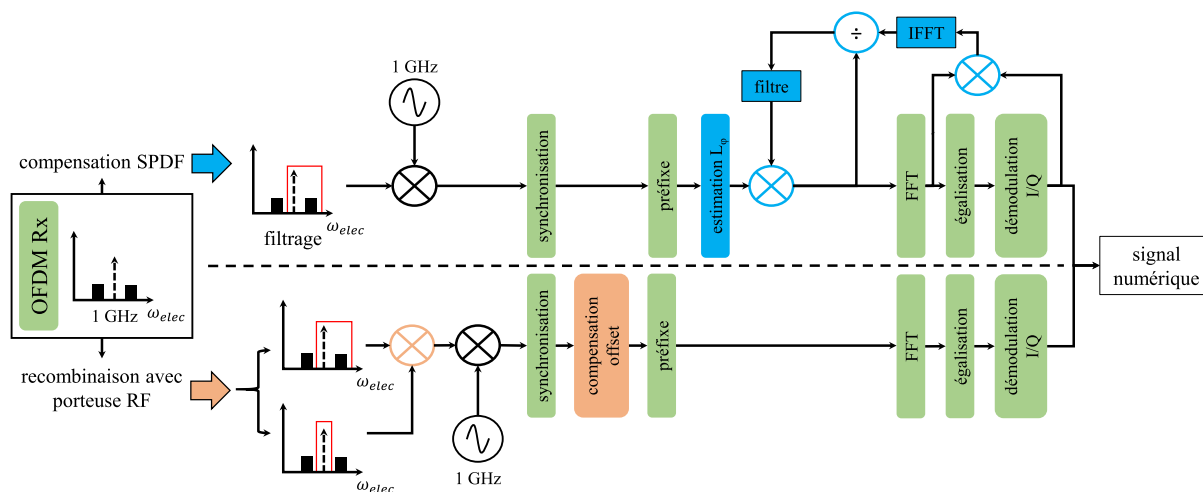 IFFT
÷
1 GHz
filtre
compensation SPDF
ω_elec
filtrage
synchronisation
préfixe
estimation Lφ
FFT
égalisation
démodulation
I/Q
OFDM Rx
1 GHz
ω_elec
signal
numérique
recombinaison avec
porteuse RF
ω_elec
ω_elec
1 GHz
synchronisation
compensation
offset
préfixe
FFT
égalisation
démodulation
I/Q